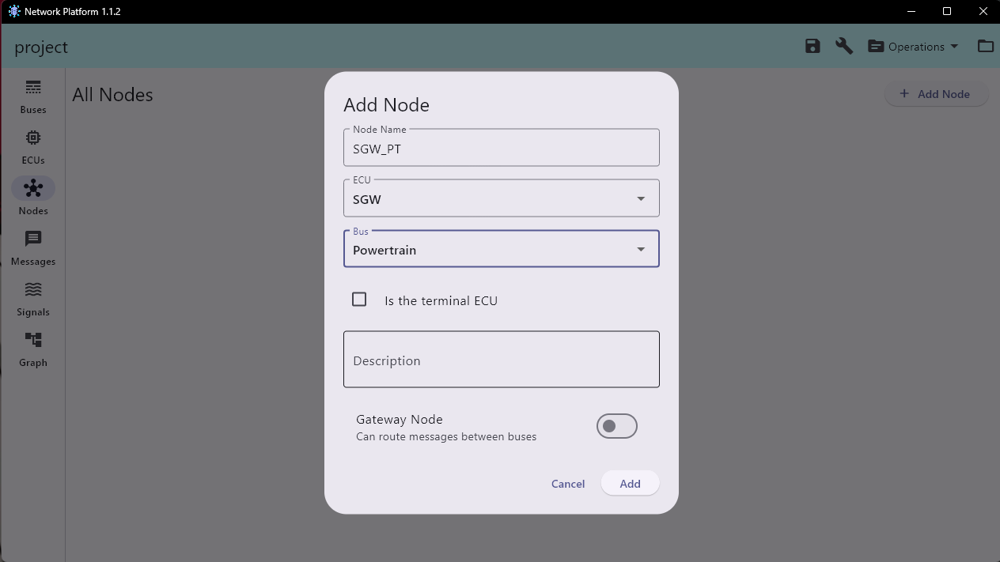 Network Platform 1.1.2
project
Operations
Buses
ECUs
Nodes
Messages
Signals
Graph
All Nodes
+ Add Node
Add Node
Node Name
SGW_PT
ECU
SGW
Bus
Powertrain
Is the terminal ECU
Description
Gateway Node
Can route messages between buses
Cancel
Add